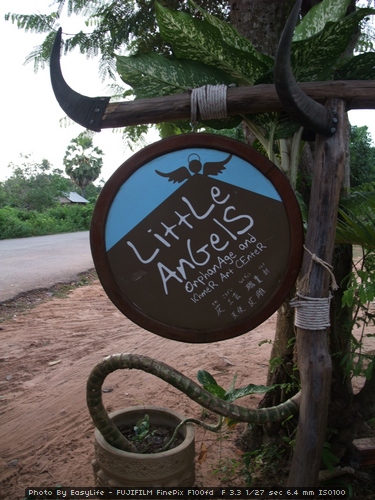 LittLe
AnGelS
OrphanAge and
KHmeR Art CEnteR
Photo By EasyLife - FUJIFILM FinePix F100fd F 3.3 1/27 sec 6.4 mm ISO100